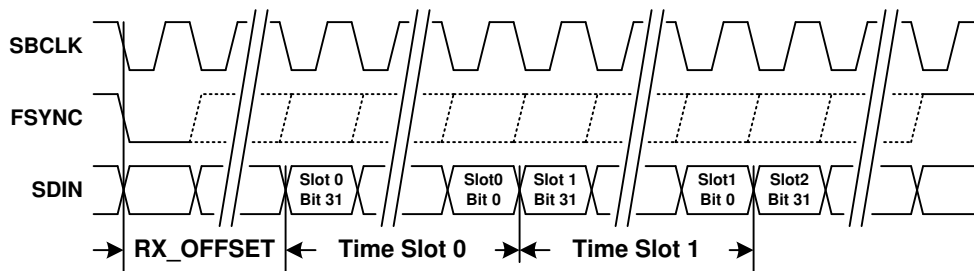 SBCLK
FSYNC
SDIN
Slot 0
Bit 31
Slot0
Bit 0
Slot 1
Bit 31
Slot1
Bit 0
Slot2
Bit 31
RX_OFFSET
Time Slot 0
Time Slot 1